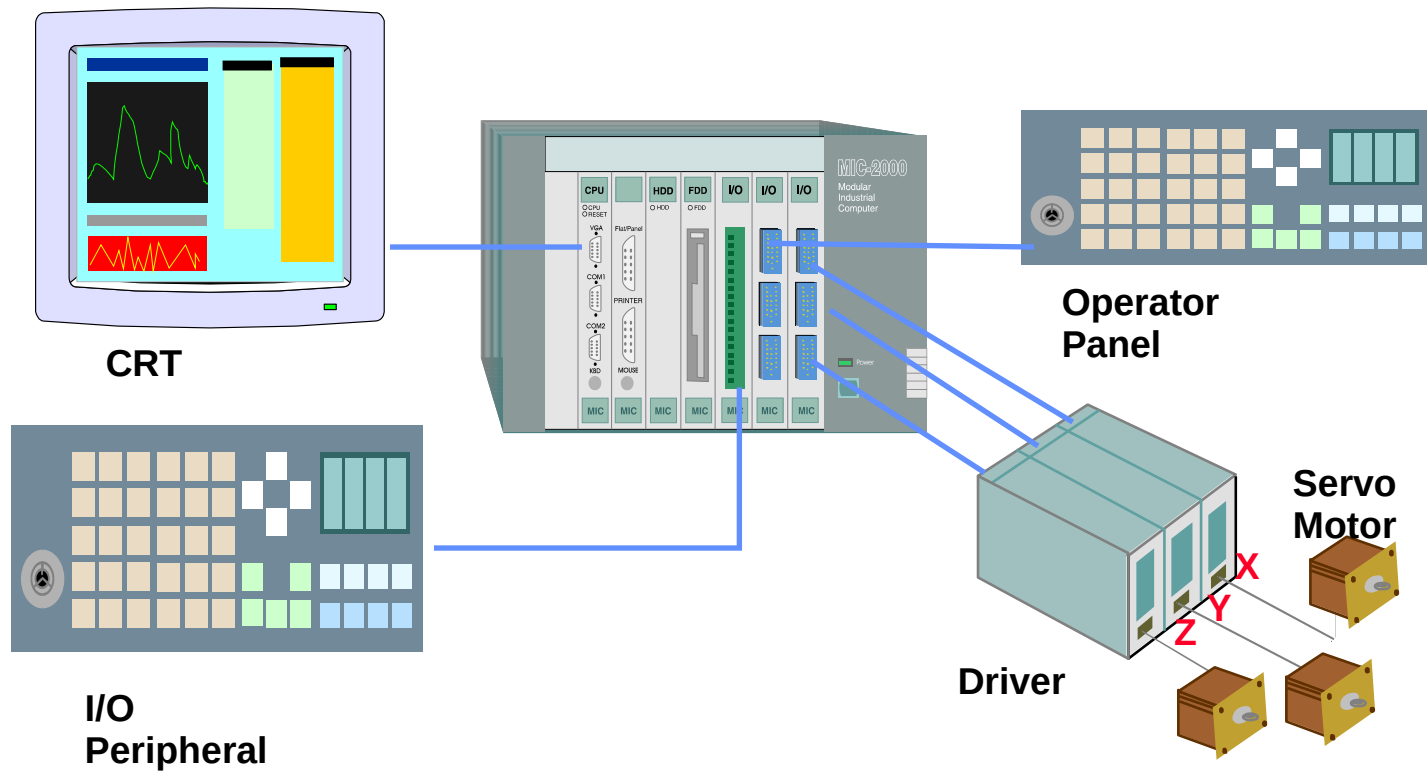 CRT
MIC-2000
Modular
Industrial
Computer
CPU
HDD
FDD
I/O
I/O
I/O
CPU
RESET
HDD
FDD
VGA
Flat/Panel
COM1
PRINTER
COM2
KBD
MOUSE
Power
MIC
MIC
MIC
MIC
MIC
MIC
MIC
Operator
Panel
Servo
Motor
X
Y
Z
Driver
I/O
Peripheral